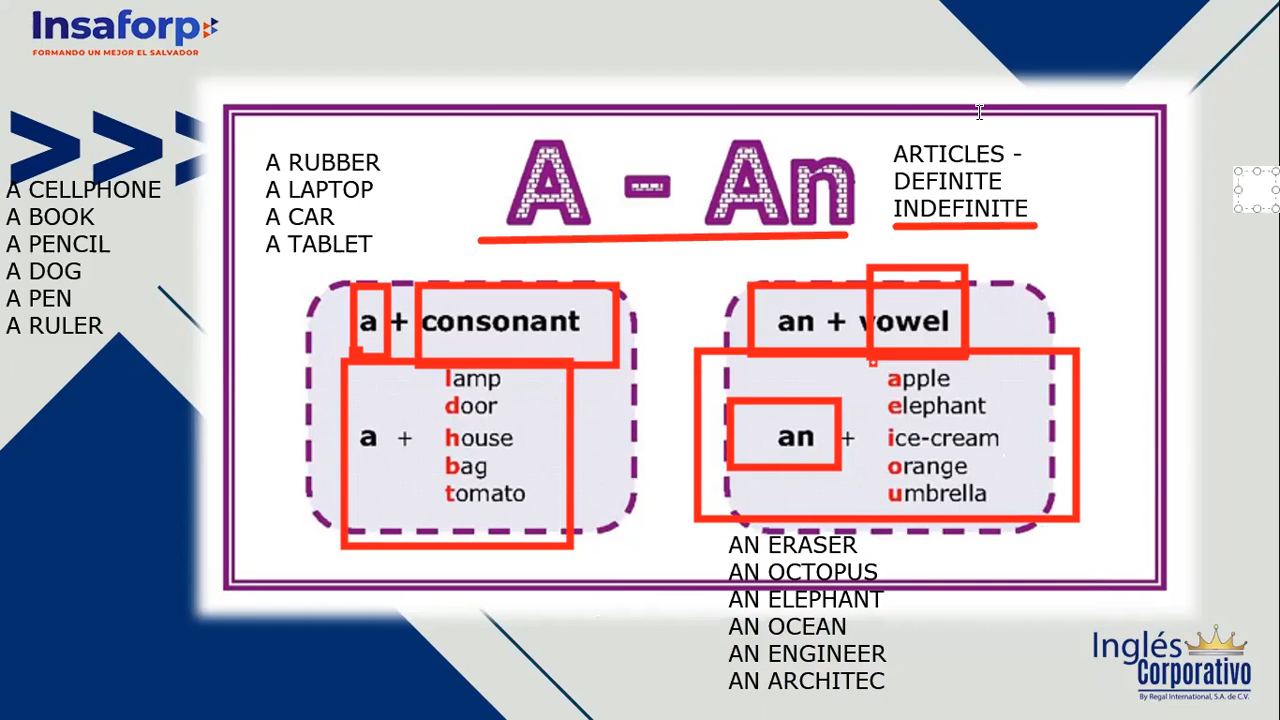 Insaforp
FORMANDO UN MEJOR EL SALVADOR
A CELLPHONE
A BOOK
A PENCIL
A DOG
A PEN
A RULER
A RUBBER
A LAPTOP
A CAR
A TABLET
A - An
ARTICLES -
DEFINITE
INDEFINITE
a + consonant
lamp
door
a + house
bag
tomato
an + vowel
apple
elephant
an + ice-cream
orange
umbrella
AN ERASER
AN OCTOPUS
AN ELEPHANT
AN OCEAN
AN ENGINEER
AN ARCHITEC
Inglés
Corporativo
By Regal International, S.A. de C.V.